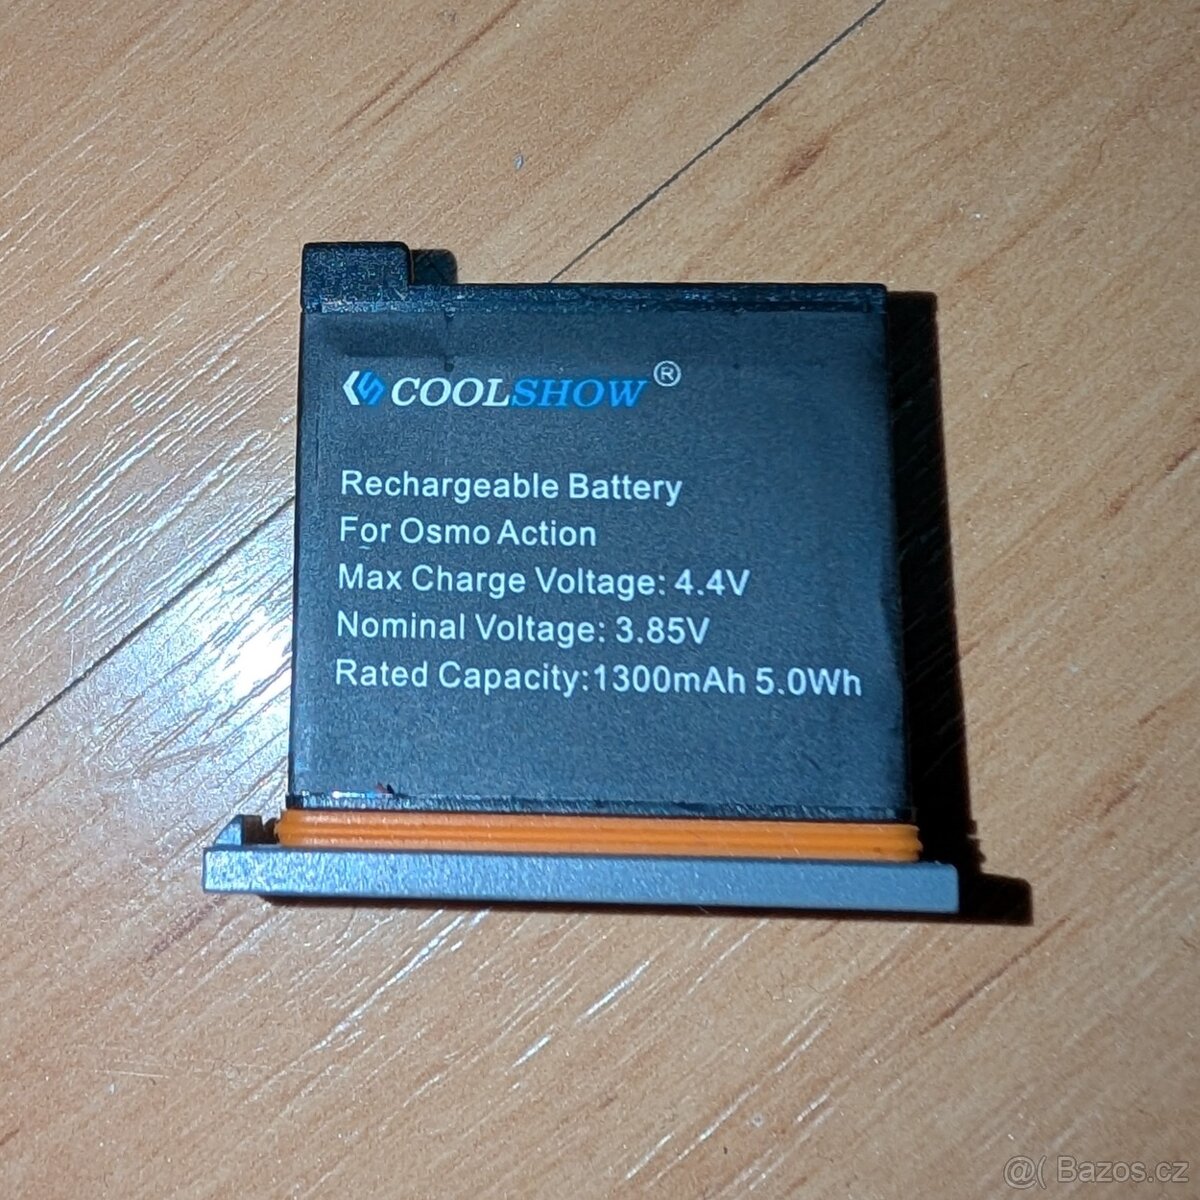 COOLSHOW®
Rechargeable Battery
For Osmo Action
Max Charge Voltage: 4.4V
Nominal Voltage: 3.85V
Rated Capacity:1300mAh 5.0Wh
@( Bazos.cz